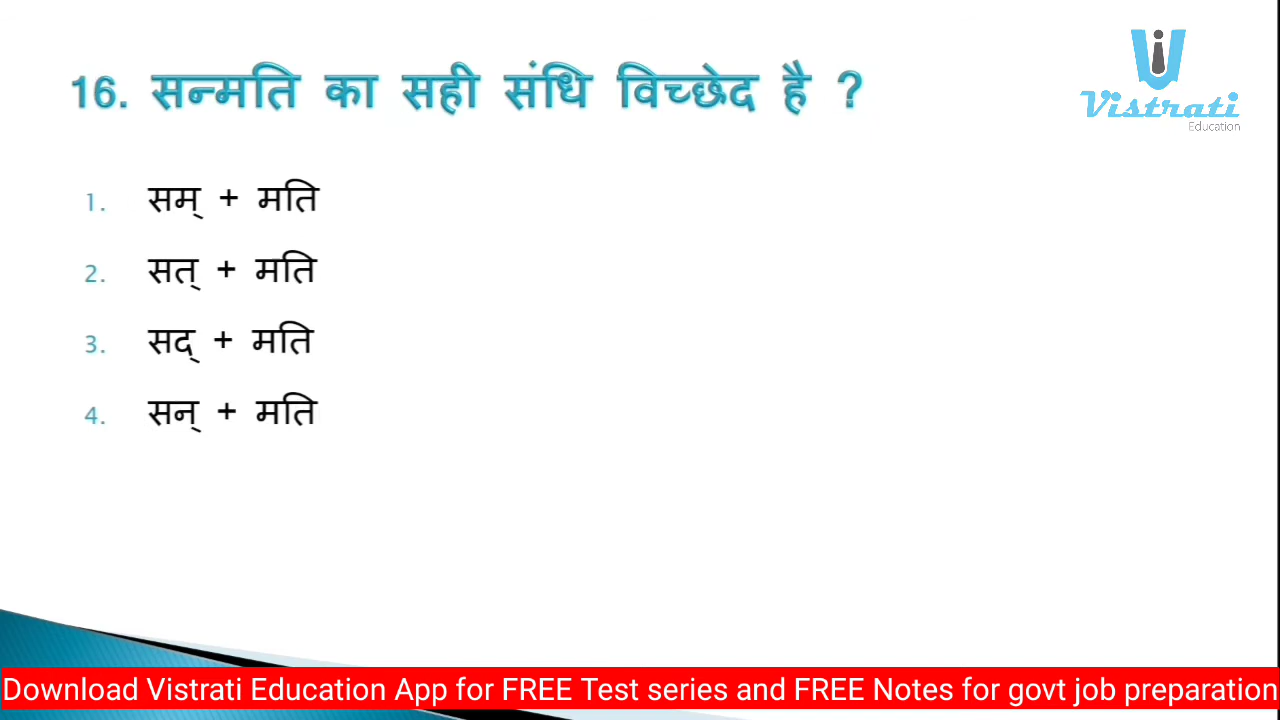 16. सन्मति का सही संधि विच्छेद है ?
Vistrati
Education
1. सम् + मति
2. सत् + मति
3. सद् + मति
4. सन् + मति
Download Vistrati Education App for FREE Test series and FREE Notes for govt job preparation